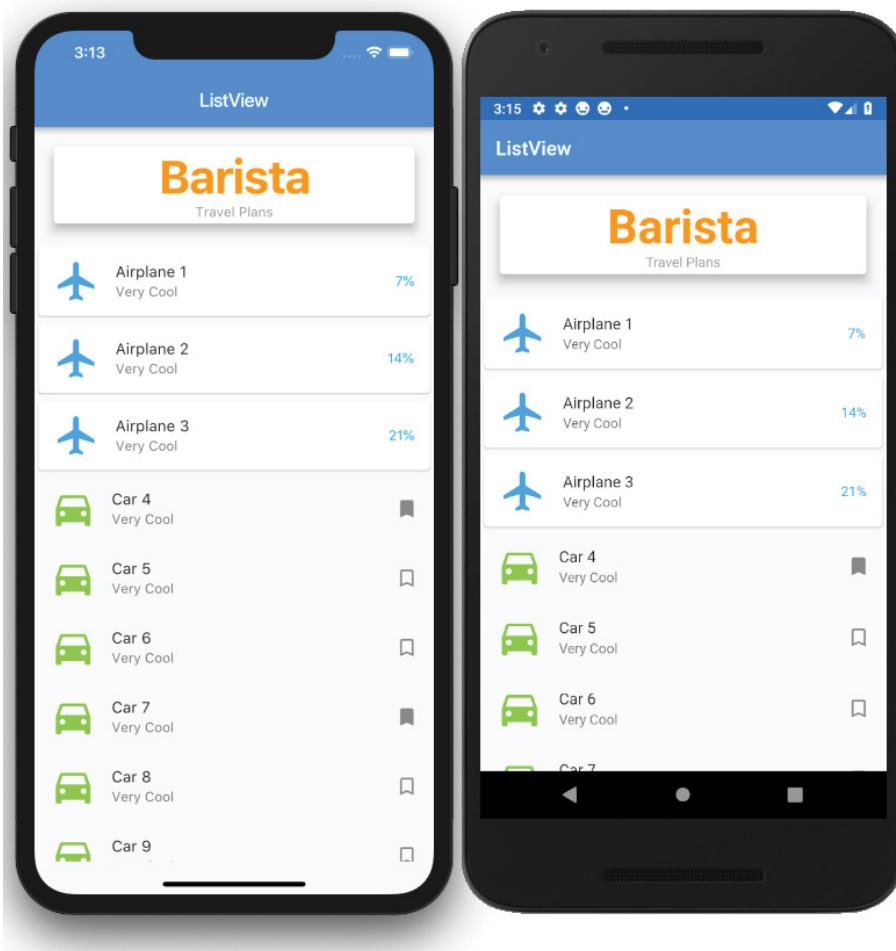 3:13
ListView
Barista
Travel Plans
Airplane 1
Very Cool
7%
Airplane 2
Very Cool
14%
Airplane 3
Very Cool
21%
Car 4
Very Cool
Car 5
Very Cool
Car 6
Very Cool
Car 7
Very Cool
Car 8
Very Cool
Car 9
3:15
ListView
Barista
Travel Plans
Airplane 1
Very Cool
7%
Airplane 2
Very Cool
14%
Airplane 3
Very Cool
21%
Car 4
Very Cool
Car 5
Very Cool
Car 6
Very Cool
Car 7